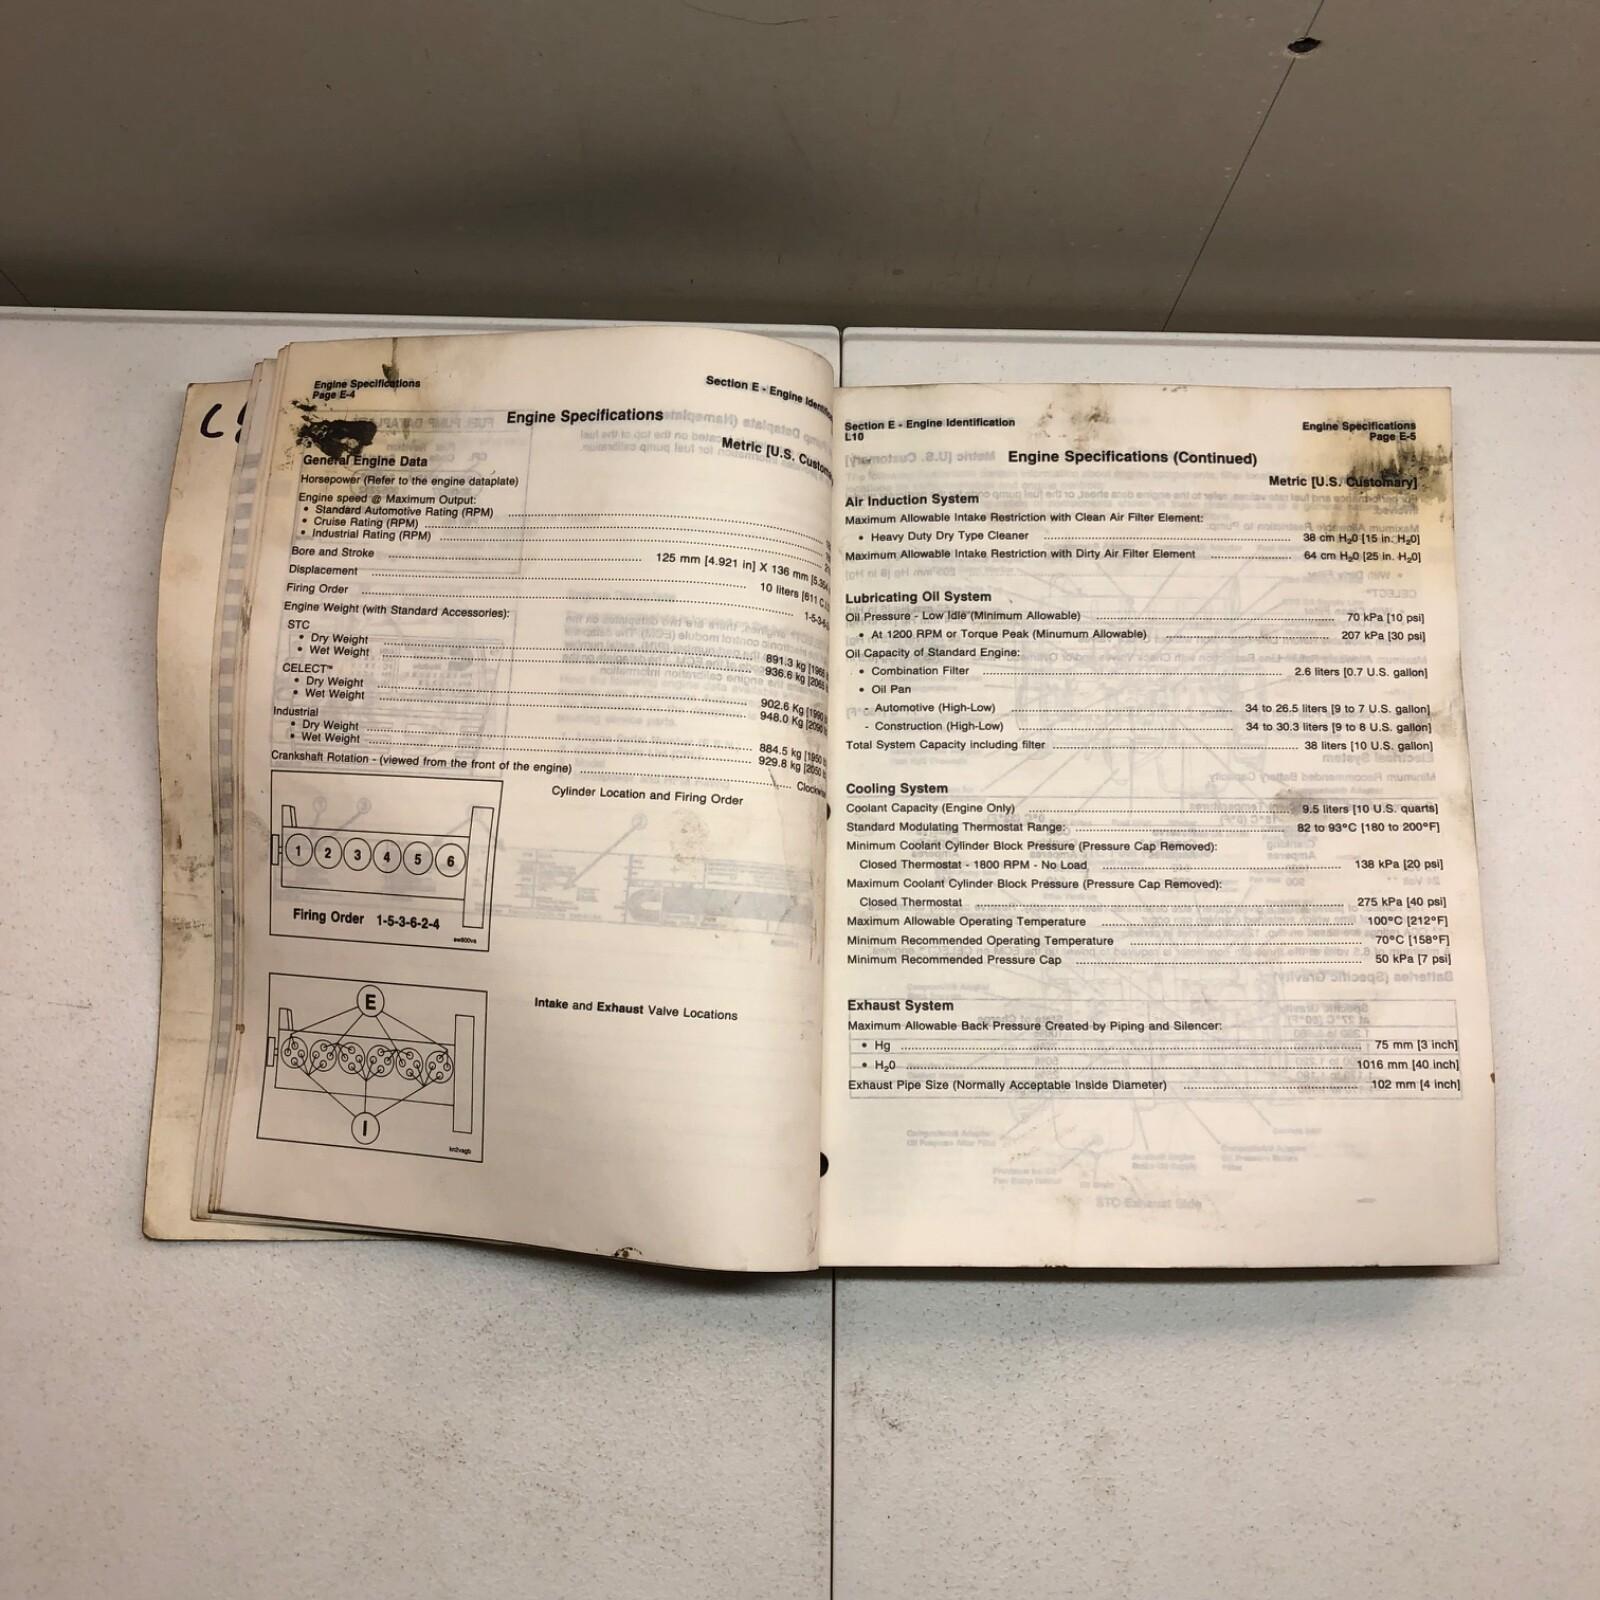 Engine Specifications
Page E-4
Section E - Engine
Engine Specifications
Metric [U.S.
General Engine Data
Horsepower (Refer to the engine dataplate)
Engine speed @ Maximum Output:
• Standard Automotive Rating (RPM)
• Cruise Rating (RPM)
• Industrial Rating (RPM)
Bore and Stroke 125 mm [4.921 in] X 136 mm
Displacement 10 liters [611
Firing Order
Engine Weight (with Standard Accessories):
STC
• Dry Weight 891.3 kg
• Wet Weight 936.6 kg
CELECT™
• Dry Weight 902.6 Kg [1990
• Wet Weight 948.0 Kg [2090
Industrial
• Dry Weight 884.5 kg [1950
• Wet Weight 929.8 kg [2050
Crankshaft Rotation - (viewed from the front of the engine)
Cylinder Location and Firing Order
1 2 3 4 5 6
Firing Order 1-5-3-6-2-4
Intake and Exhaust Valve Locations
E
I
Section E - Engine Identification
L10
Engine Specifications
Page E-5
Engine Specifications (Continued)
Metric [U.S. Customary]
Air Induction System
Maximum Allowable Intake Restriction with Clean Air Filter Element:
• Heavy Duty Dry Type Cleaner 38 cm H₂0 [15 in. H₂0]
Maximum Allowable Intake Restriction with Dirty Air Filter Element 64 cm H₂0 [25 in. H₂0]
Lubricating Oil System
Oil Pressure - Low Idle (Minimum Allowable) 70 kPa [10 psi]
• At 1200 RPM or Torque Peak (Minumum Allowable) 207 kPa [30 psi]
Oil Capacity of Standard Engine:
• Combination Filter 2.6 liters [0.7 U.S. gallon]
• Oil Pan
- Automotive (High-Low) 34 to 26.5 liters [9 to 7 U.S. gallon]
- Construction (High-Low) 34 to 30.3 liters [9 to 8 U.S. gallon]
Total System Capacity including filter 38 liters [10 U.S. gallon]
Cooling System
Coolant Capacity (Engine Only) 9.5 liters [10 U.S. quarts]
Standard Modulating Thermostat Range: 82 to 93°C [180 to 200°F]
Minimum Coolant Cylinder Block Pressure (Pressure Cap Removed):
Closed Thermostat - 1800 RPM - No Load 138 kPa [20 psi]
Maximum Coolant Cylinder Block Pressure (Pressure Cap Removed):
Closed Thermostat 275 kPa [40 psi]
Maximum Allowable Operating Temperature 100°C [212°F]
Minimum Recommended Operating Temperature 70°C [158°F]
Minimum Recommended Pressure Cap 50 kPa [7 psi]
Exhaust System
Maximum Allowable Back Pressure Created by Piping and Silencer:
• Hg 75 mm [3 inch]
• H₂0 1016 mm [40 inch]
Exhaust Pipe Size (Normally Acceptable Inside Diameter) 102 mm [4 inch]